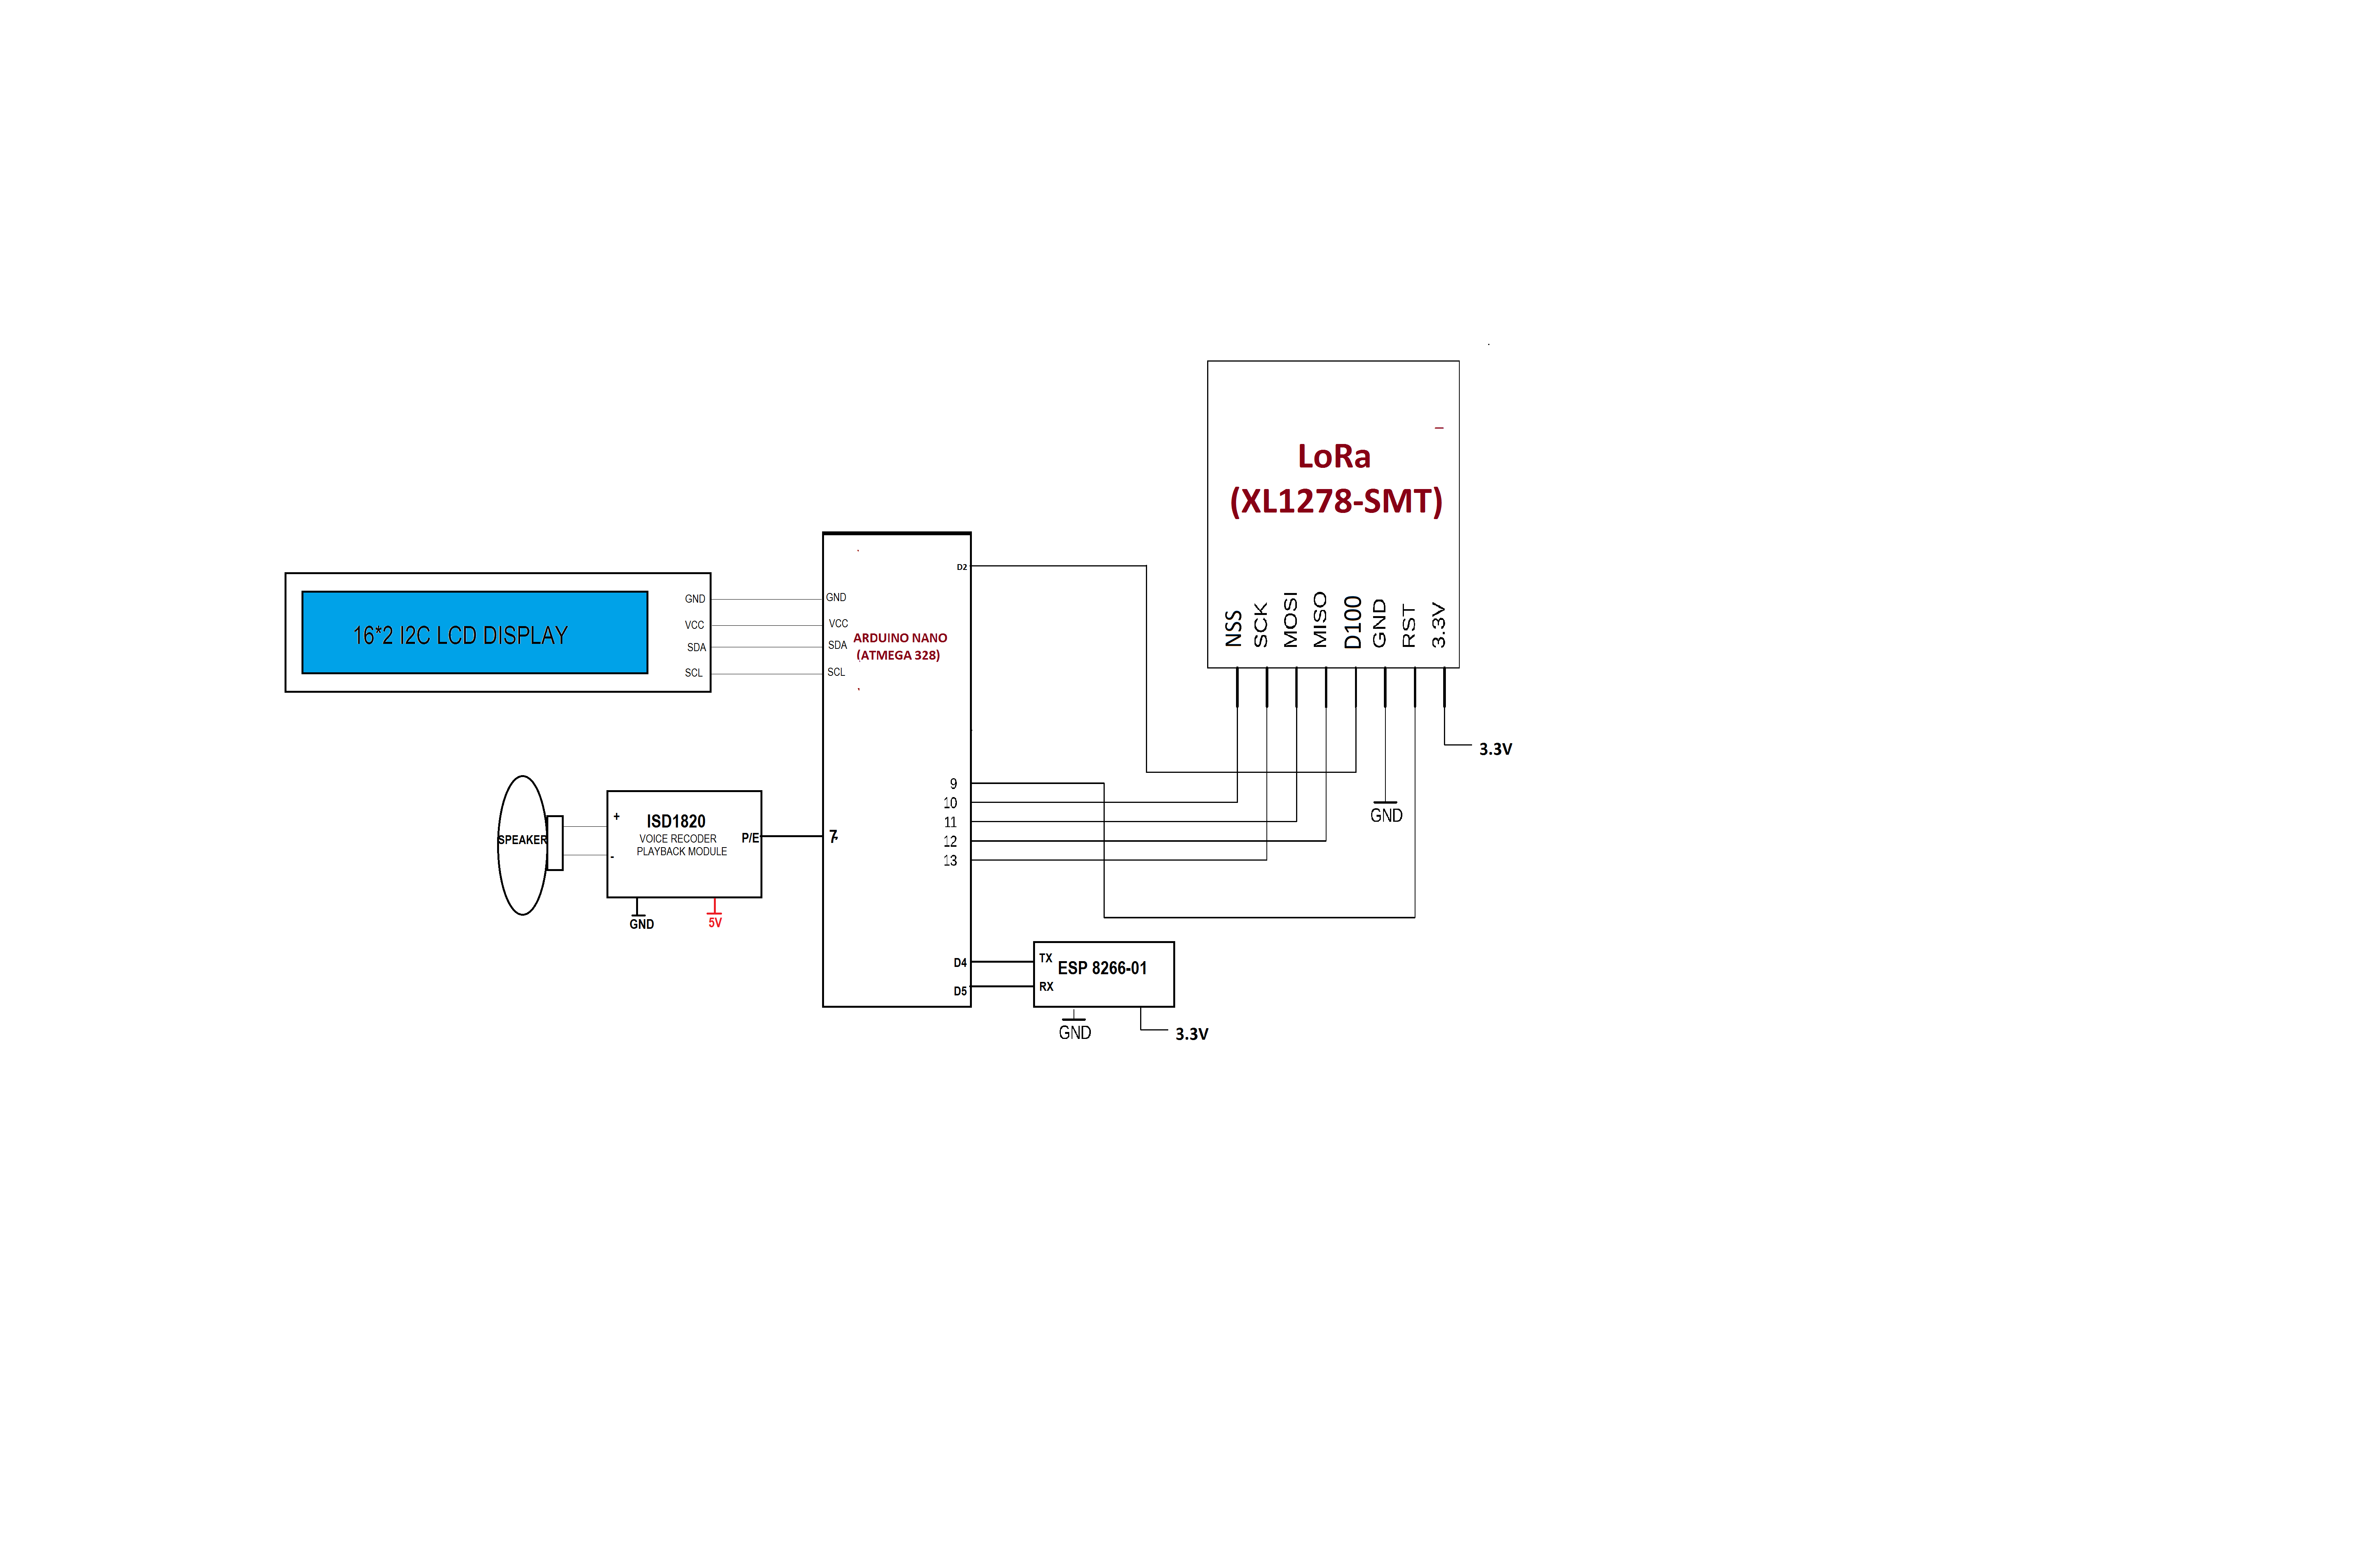 LoRa
(XL1278-SMT)
NSS
SCK
MOSI
MISO
D100
GND
RST
3.3V
3.3V
GND
D2
GND
VCC
SDA
SCL
16*2 I2C LCD DISPLAY
GND
VCC
SDA
SCL
ARDUINO NANO
(ATMEGA 328)
9
10
11
12
13
7
SPEAKER
+
-
ISD1820
VOICE RECODER
PLAYBACK MODULE
P/E
GND
5V
D4
D5
TX
RX
ESP 8266-01
GND
3.3V